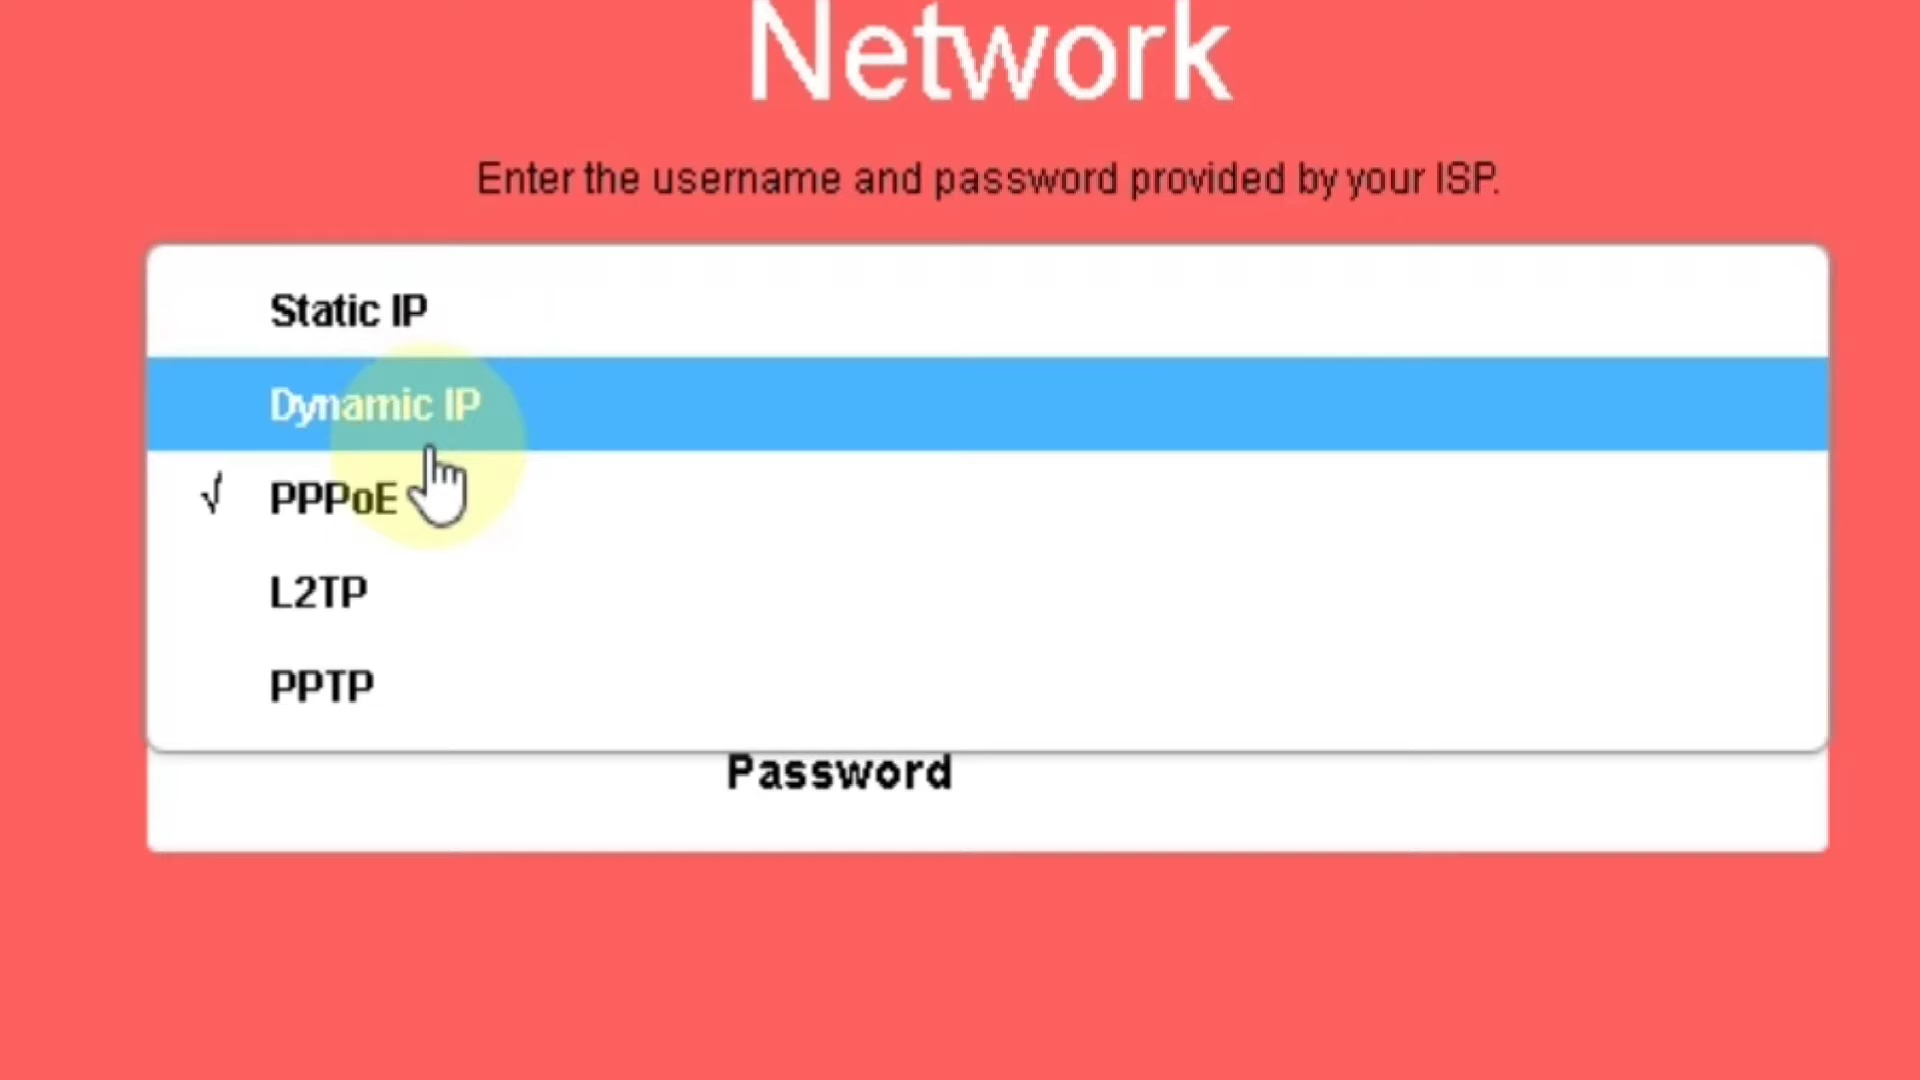 Network
Enter the username and password provided by your ISP.
Static IP
Dynamic IP
√ PPPoE
L2TP
PPTP
Password